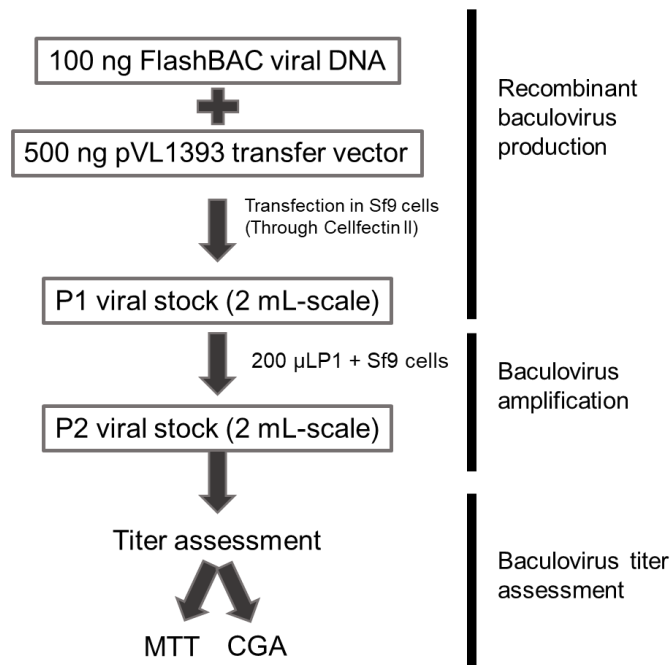 100 ng FlashBAC viral DNA
500 ng pVL1393 transfer vector
Transfection in Sf9 cells
(Through Cellfectin II)
P1 viral stock (2 mL-scale)
Recombinant
baculovirus
production
200 µLP1 + Sf9 cells
P2 viral stock (2 mL-scale)
Baculovirus
amplification
Titer assessment
MTT CGA
Baculovirus titer
assessment